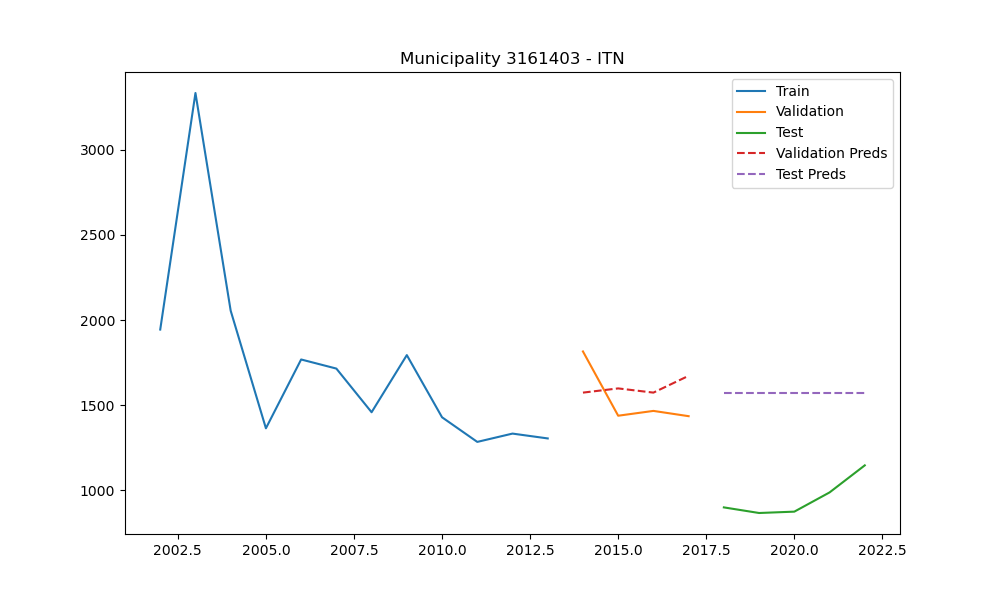 Municipality 3161403 - ITN
Train
Validation
Test
Validation Preds
Test Preds
3000
2500
2000
1500
1000
2002.5 2005.0 2007.5 2010.0 2012.5 2015.0 2017.5 2020.0 2022.5